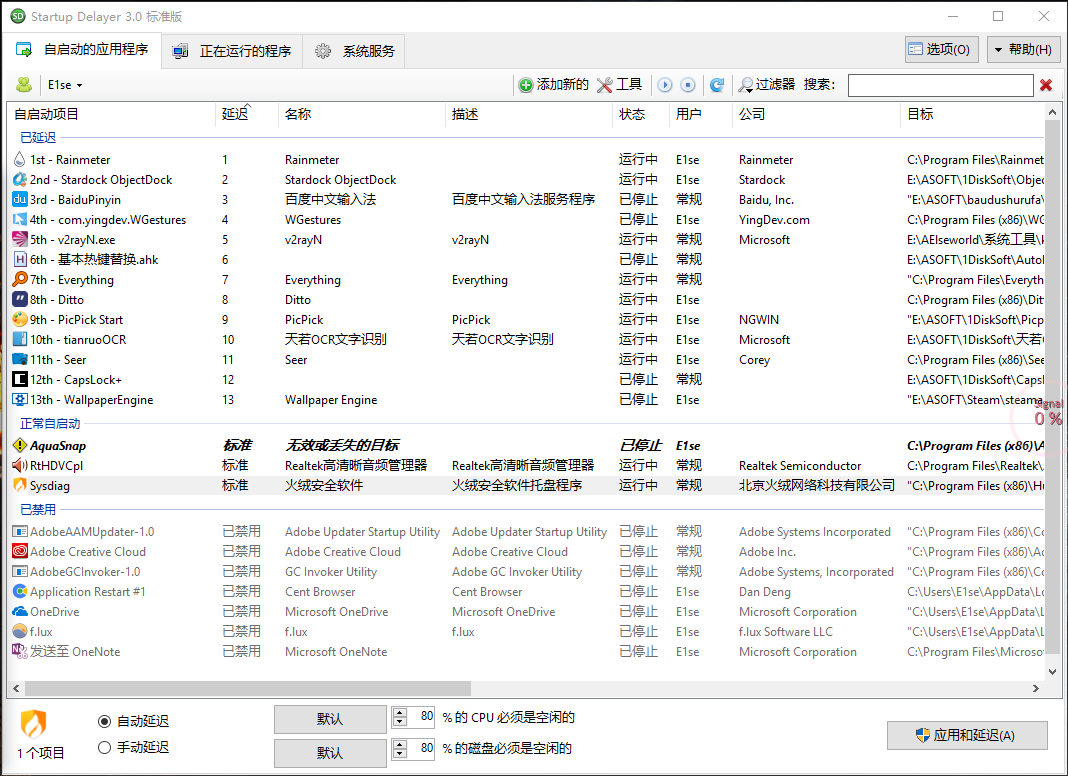 Startup Delayer 3.0 标准版
自启动的应用程序 正在运行的程序 系统服务 选项(O) 帮助(H)
E1se 添加新的 工具 过滤器 搜索:
自启动项目 延迟 名称 描述 状态 用户 公司 目标
已延迟
1st - Rainmeter 1 Rainmeter 运行中 E1se Rainmeter C:\Program Files\Rainmet
2nd - Stardock ObjectDock 2 Stardock ObjectDock 运行中 E1se Stardock E:\ASOFT\1DiskSoft\Objec
3rd - BaiduPinyin 3 百度中文输入法 百度中文输入法服务程序 已停止 常规 Baidu, Inc. "E:\ASOFT\baudushurufa\
4th - com.yingdev.WGestures 4 WGestures 已停止 E1se YingDev.com C:\Program Files (x86)\WG
5th - v2rayN.exe 5 v2rayN v2rayN 运行中 常规 Microsoft E:\AElseworld\系统工具\
6th - 基本热键替换.ahk 6 已停止 常规 E:\ASOFT\1DiskSoft\Autol
7th - Everything 7 Everything Everything 运行中 常规 "C:\Program Files\Everyth
8th - Ditto 8 Ditto 运行中 E1se C:\Program Files (x86)\Dit
9th - PicPick Start 9 PicPick PicPick 运行中 E1se NGWIN "E:\ASOFT\1DiskSoft\Picp
10th - tianruoOCR 10 天若OCR文字识别 天若OCR文字识别 运行中 E1se Microsoft E:\ASOFT\1DiskSoft\天若
11th - Seer 11 Seer 运行中 E1se Corey C:\Program Files (x86)\See
12th - CapsLock+ 12 已停止 常规 E:\ASOFT\1DiskSoft\Capsl
13th - WallpaperEngine 13 Wallpaper Engine 已停止 E1se "E:\ASOFT\Steam\steama
Signal
0 %
正常自启动
AquaSnap 标准 无效或丢失的目标 已停止 E1se C:\Program Files (x86)\A
RtHDVCpl 标准 Realtek高清晰音频管理器 Realtek高清晰音频管理器 运行中 常规 Realtek Semiconductor C:\Program Files\Realtek\
Sysdiag 标准 火绒安全软件 火绒安全软件托盘程序 运行中 常规 北京火绒网络科技有限公司 "C:\Program Files (x86)\Hu
已禁用
AdobeAAMUpdater-1.0 已禁用 Adobe Updater Startup Utility Adobe Updater Startup Utility 已停止 常规 Adobe Systems Incorporated "C:\Program Files (x86)\Co
Adobe Creative Cloud 已禁用 Adobe Creative Cloud Adobe Creative Cloud 已停止 常规 Adobe Inc. "C:\Program Files (x86)\Ac
AdobeGCInvoker-1.0 已禁用 GC Invoker Utility Adobe GC Invoker Utility 已停止 常规 Adobe Systems, Incorporated "C:\Program Files (x86)\Co
Application Restart #1 已禁用 Cent Browser Cent Browser 已停止 E1se Dan Deng C:\Users\E1se\AppData\Lo
OneDrive 已禁用 Microsoft OneDrive Microsoft OneDrive 已停止 E1se Microsoft Corporation "C:\Users\E1se\AppData\L
f.lux 已禁用 f.lux f.lux 已停止 E1se f.lux Software LLC "C:\Users\E1se\AppData\L
发送至 OneNote 已禁用 Microsoft OneNote 已停止 E1se Microsoft Corporation C:\Program Files\Microso
自动延迟 默认 80 % 的 CPU 必须是空闲的
1 个项目 手动延迟 默认 80 % 的磁盘必须是空闲的
应用和延迟(A)